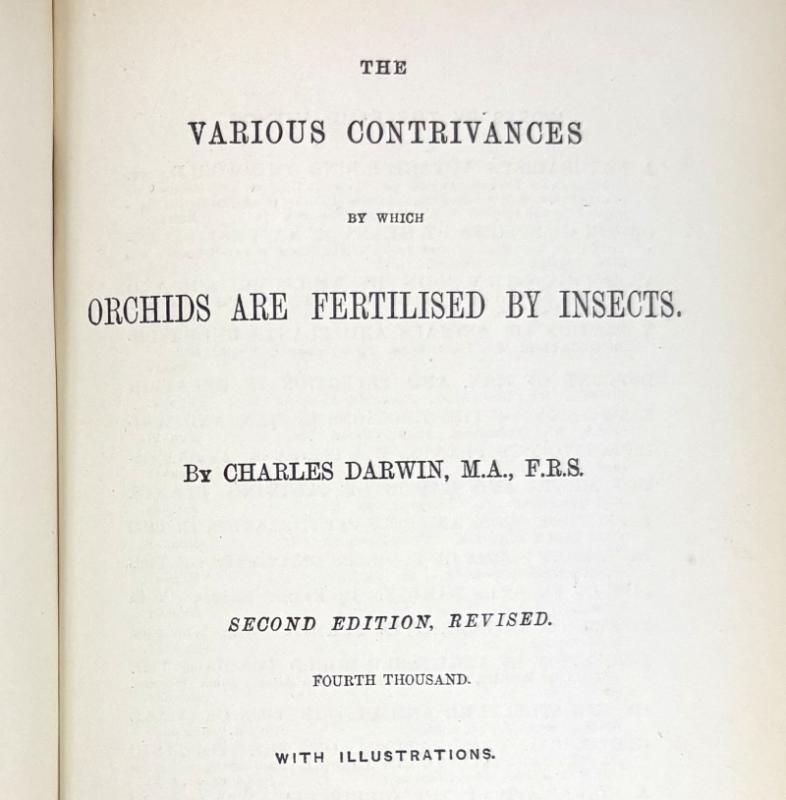 THE
VARIOUS CONTRIVANCES
BY WHICH
ORCHIDS ARE FERTILISED BY INSECTS.
By CHARLES DARWIN, M.A., F.R.S.
SECOND EDITION, REVISED.
FOURTH THOUSAND.
WITH ILLUSTRATIONS.